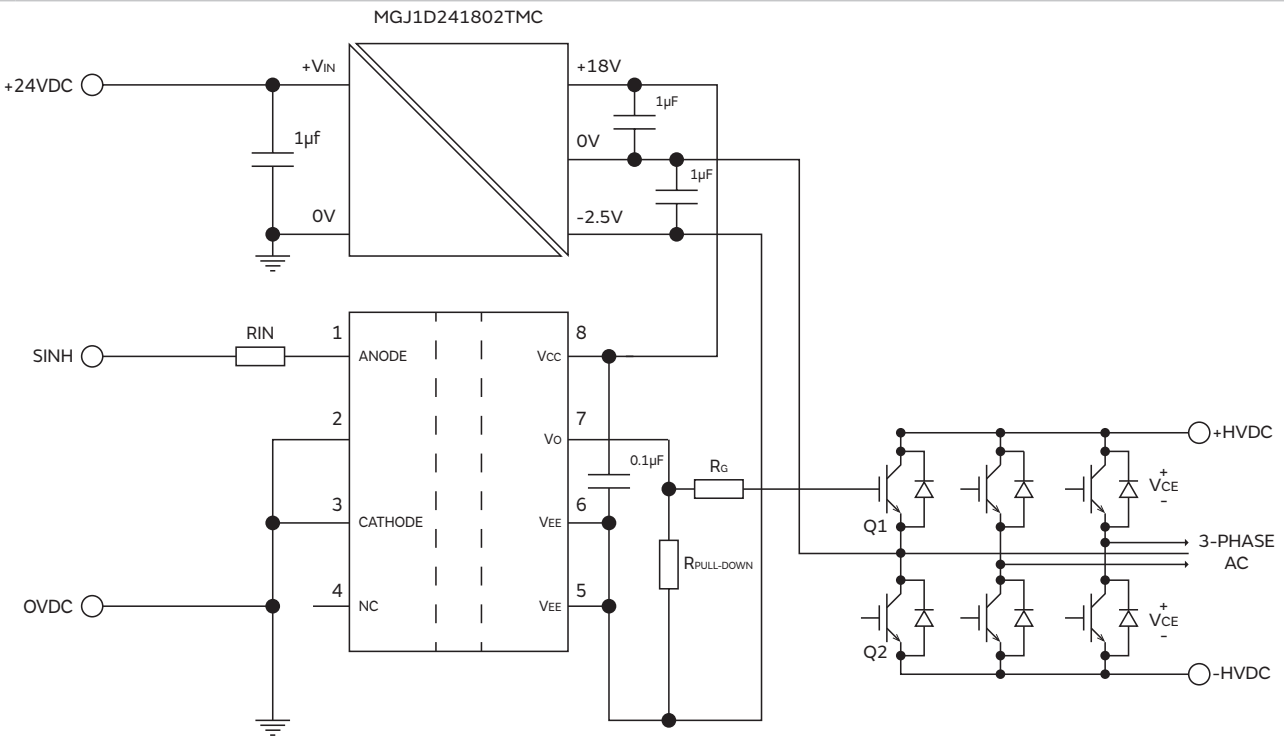 MGJ1D241802TMC
+VIN
+18V
+24VDC
1µF
1µf
0V
1µF
0V
-2.5V
RIN
1
8
SINH
ANODE
VCC
2
7
VO
0.1µF
RG
+HVDC
+
VCE
-
3
6
CATHODE
VEE
Q1
3-PHASE
AC
RPULL-DOWN
4
5
OVDC
NC
VEE
+
VCE
-
Q2
-HVDC